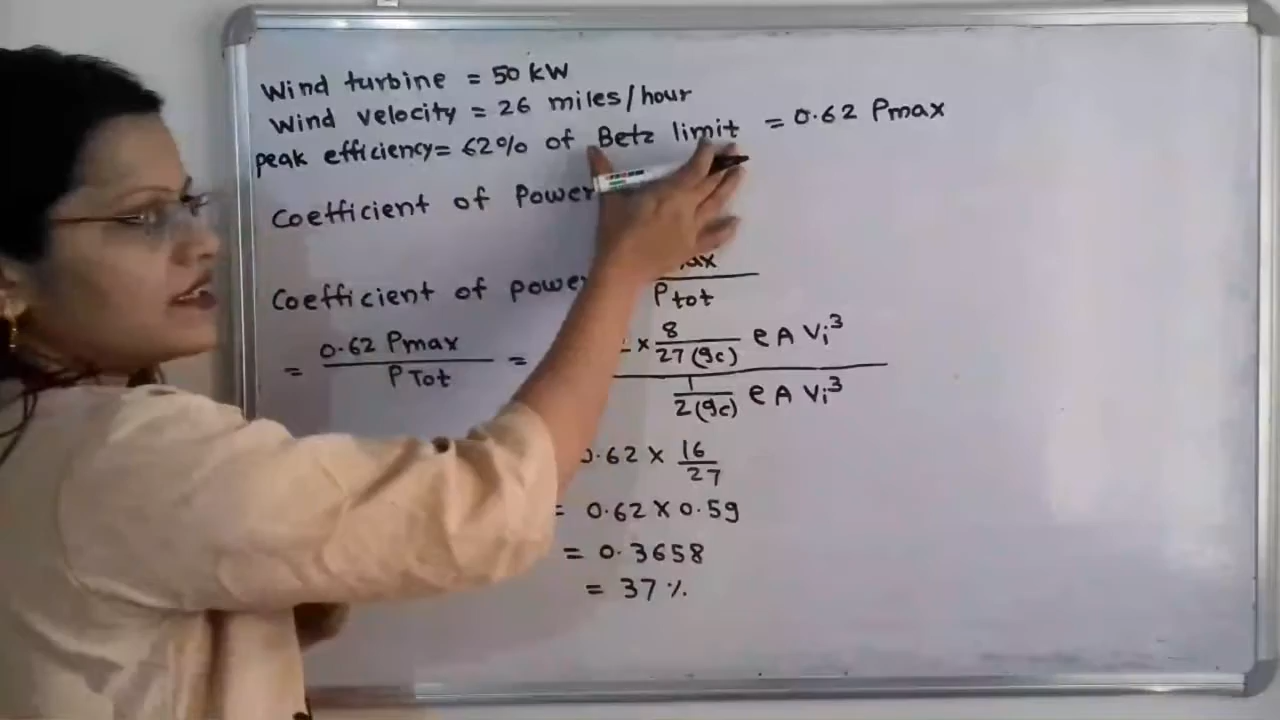 Wind turbine = 50 kW
Wind velocity = 26 miles/hour
peak efficiency = 62% of Betz limit = 0.62 Pmax
Coefficient of Power
Coefficient of power
Ptot
= 0.62 Pmax / PTot =
x 8/27(gc) e A Vi³
1/2(gc) e A Vi³
0.62 x 16/27
= 0.62 x 0.59
= 0.3658
= 37 %